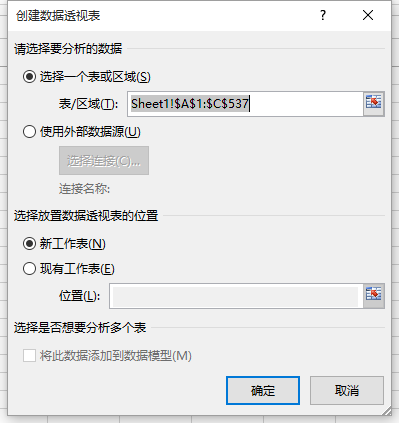 创建数据透视表
请选择要分析的数据
选择一个表或区域(S)
表/区域(T): Sheet1!$A$1:$C$537
使用外部数据源(U)
选择连接(C)...
连接名称:
选择放置数据透视表的位置
新工作表(N)
现有工作表(E)
位置(L):
选择是否想要分析多个表
将此数据添加到数据模型(M)
确定 取消